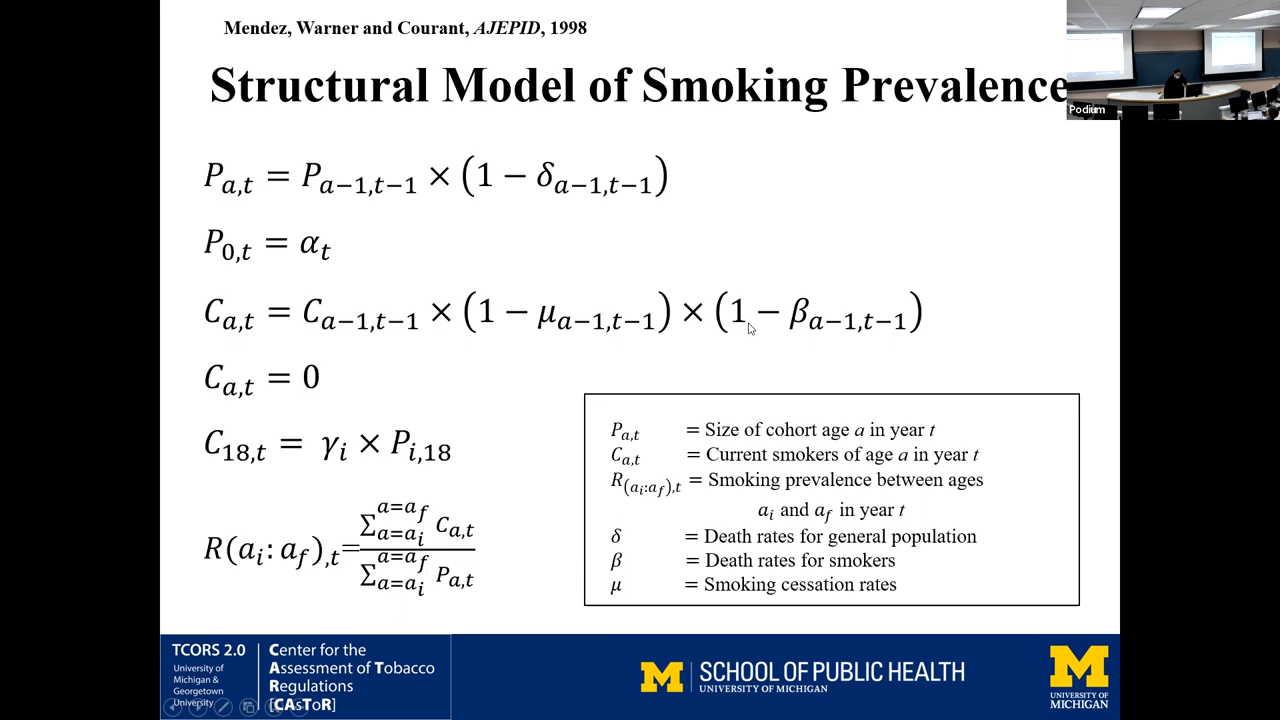 Mendez, Warner and Courant, AJEPID, 1998
Structural Model of Smoking Prevalence
Podium
P_{a,t} = P_{a−1,t−1} × (1 − δ_{a−1,t−1})
P_{0,t} = α_t
C_{a,t} = C_{a−1,t−1} × (1 − μ_{a−1,t−1}) × (1 − β_{a−1,t−1})
C_{a,t} = 0
C_{18,t} = γ_i × P_{i,18}
R(a_i: a_f),t = \frac{∑_{a=a_i}^{a=a_f} C_{a,t}}{∑_{a=a_i}^{a=a_f} P_{a,t}}
P_{a,t} = Size of cohort age a in year t
C_{a,t} = Current smokers of age a in year t
R_{(a_i:a_f),t} = Smoking prevalence between ages
a_i and a_f in year t
δ = Death rates for general population
β = Death rates for smokers
μ = Smoking cessation rates
TCORS 2.0
University of
Michigan &
Georgetown
University
Center for the
Assessment of Tobacco
Regulations
[CAsToR]
M SCHOOL OF PUBLIC HEALTH
UNIVERSITY OF MICHIGAN
M
UNIVERSITY OF
MICHIGAN